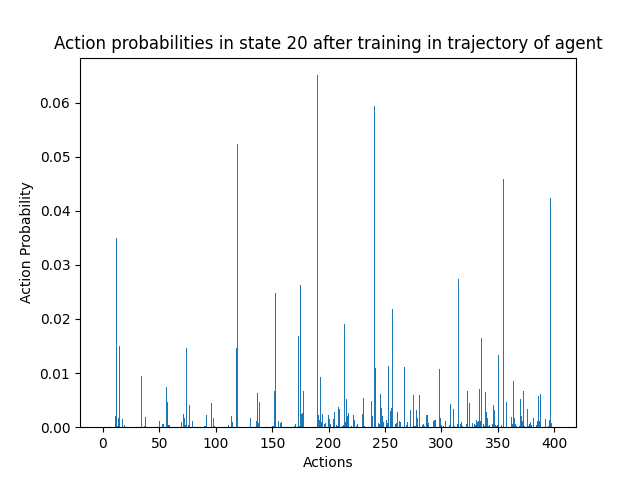 Action probabilities in state 20 after training in trajectory of agent
0.06
0.05
0.04
0.03
0.02
0.01
0.00
Action Probability
0 50 100 150 200 250 300 350 400
Actions